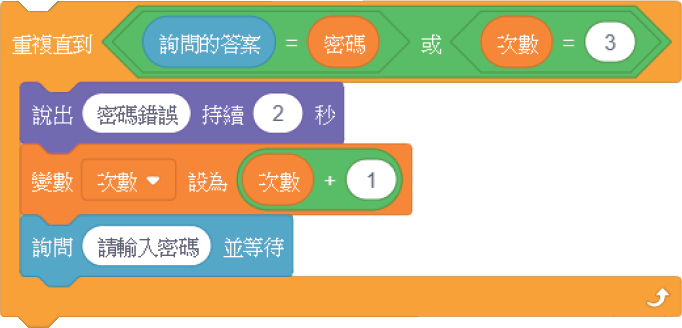 重複直到 詢問的答案 = 密碼 或 次數 = 3
說出 密碼錯誤 持續 2 秒
變數 次數 設為 次數 + 1
詢問 請輸入密碼 並等待